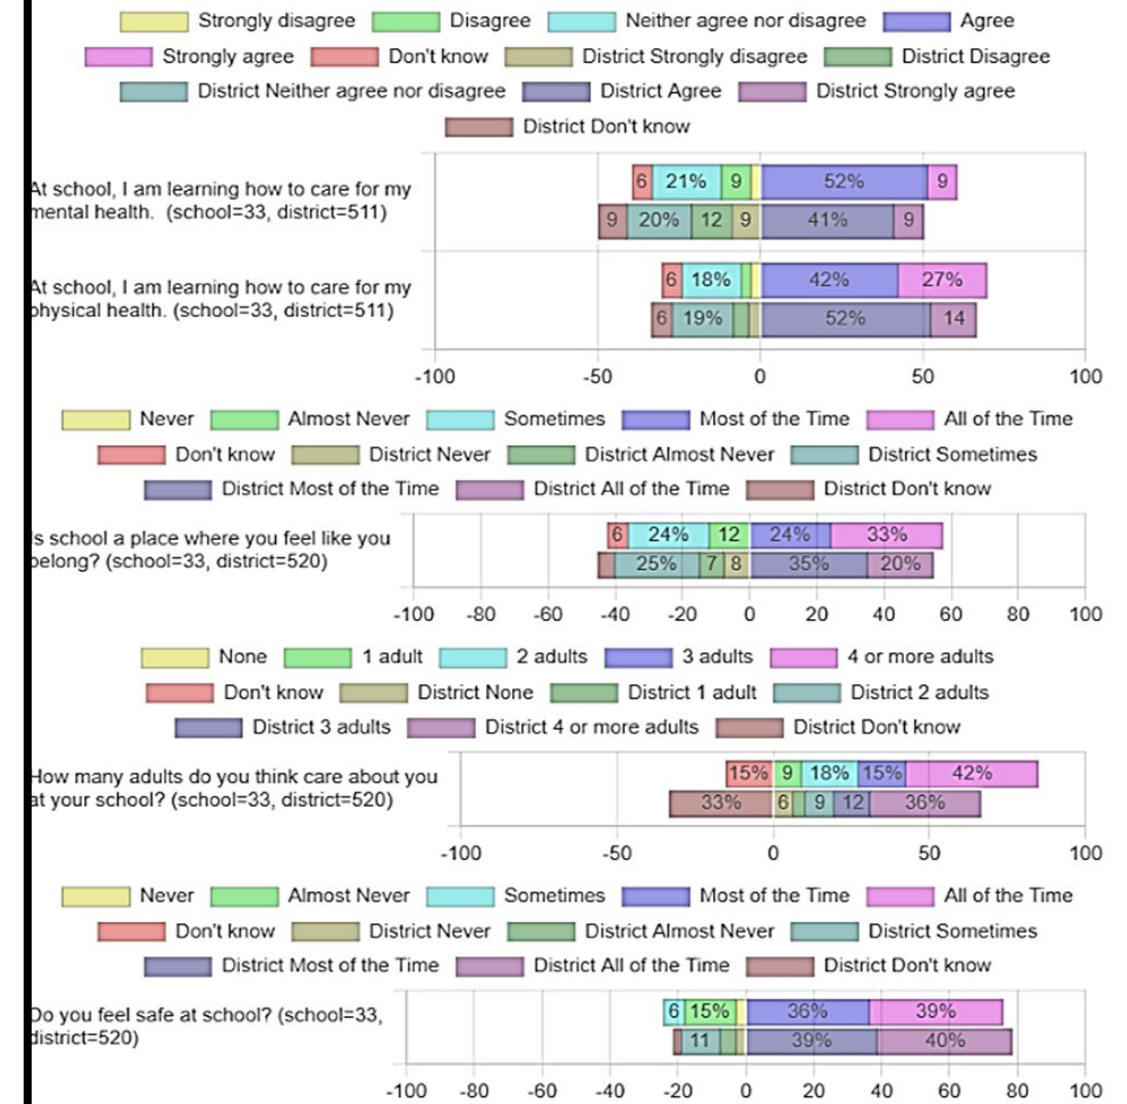 Strongly disagree Disagree Neither agree nor disagree Agree
Strongly agree Don't know District Strongly disagree District Disagree
District Neither agree nor disagree District Agree District Strongly agree
District Don't know
At school, I am learning how to care for my
mental health. (school=33, district=511)
6 21% 9 52% 9
9 20% 12 9 41% 9
At school, I am learning how to care for my
physical health. (school=33, district=511)
6 18% 42% 27%
6 19% 52% 14
-100 -50 0 50 100
Never Almost Never Sometimes Most of the Time All of the Time
Don't know District Never District Almost Never District Sometimes
District Most of the Time District All of the Time District Don't know
Is school a place where you feel like you
belong? (school=33, district=520)
6 24% 12 24% 33%
25% 7 8 35% 20%
-100 -80 -60 -40 -20 0 20 40 60 80 100
None 1 adult 2 adults 3 adults 4 or more adults
Don't know District None District 1 adult District 2 adults
District 3 adults District 4 or more adults District Don't know
How many adults do you think care about you
at your school? (school=33, district=520)
15% 9 18% 15% 42%
33% 6 9 12 36%
-100 -50 0 50 100
Never Almost Never Sometimes Most of the Time All of the Time
Don't know District Never District Almost Never District Sometimes
District Most of the Time District All of the Time District Don't know
Do you feel safe at school? (school=33,
district=520)
6 15% 36% 39%
11 39% 40%
-100 -80 -60 -40 -20 0 20 40 60 80 100